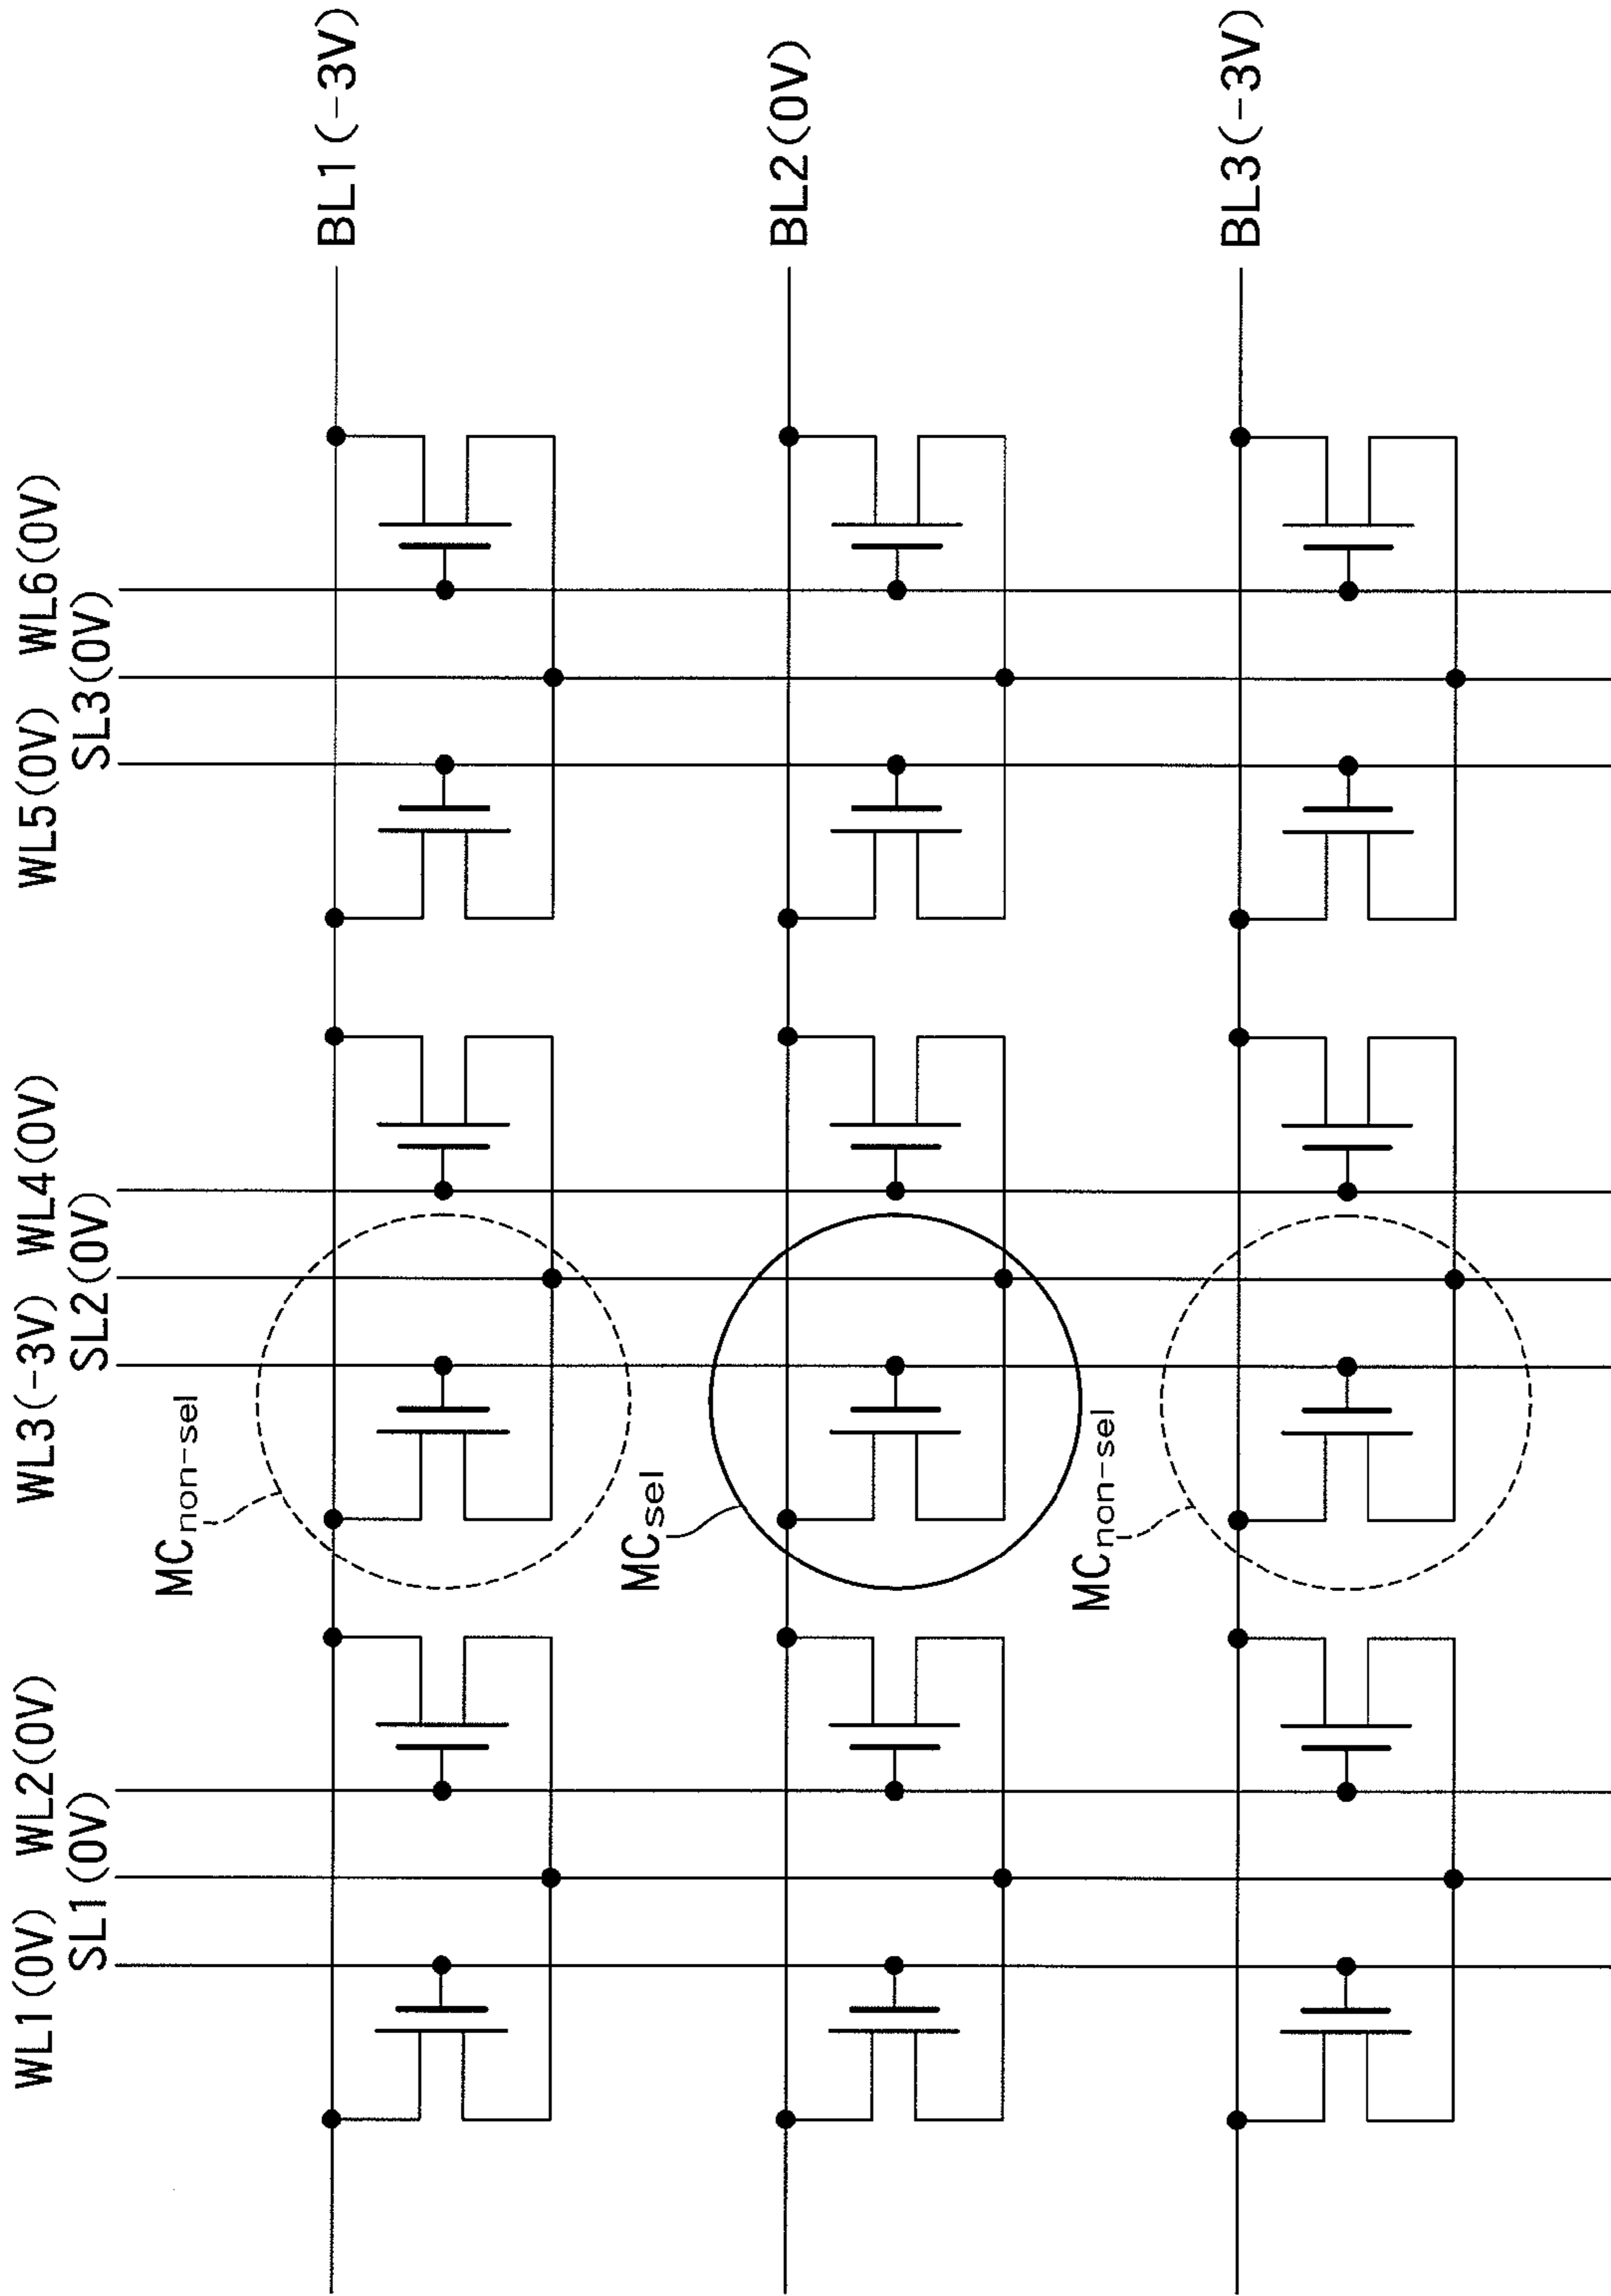 WL1(0V) WL2(0V) WL3(-3V) WL4(0V) WL5(0V) WL6(0V)
SL1(0V) SL2(0V) SL3(0V)
MCnon-sel
BL1(-3V)
MCsel
BL2(0V)
MCnon-sel
BL3(-3V)